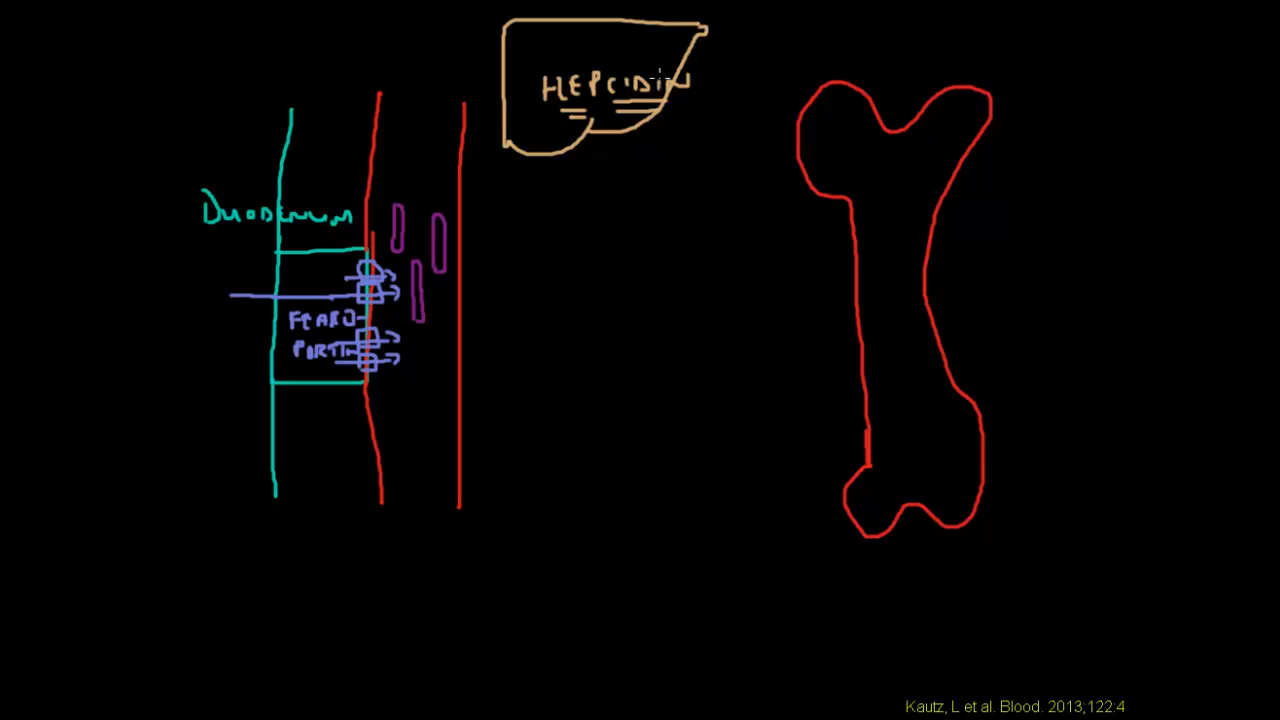 HEPCIDIN
DUODENUM
FERRO
PORTIN
Kautz, L et al. Blood. 2013;122:4